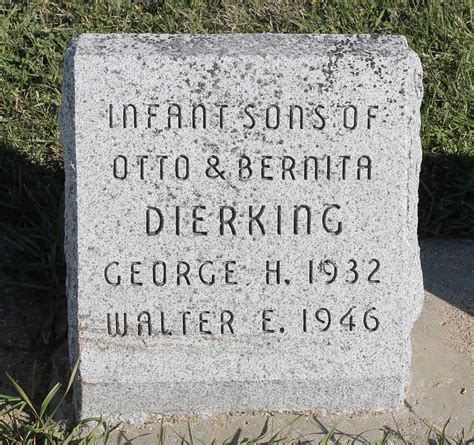 INFANT SONS OF
OTTO & BERNITA
DIERKING
GEORGE H. 1932
WALTER E. 1946